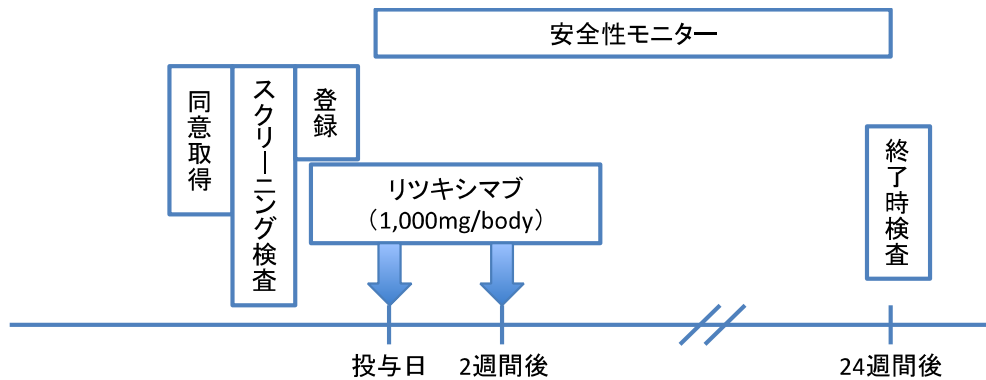 安全性モニター
同意取得
スクリーニング検査
登録
リツキシマブ
（1,000mg/body）
終了時検査
投与日
2週間後
24週間後